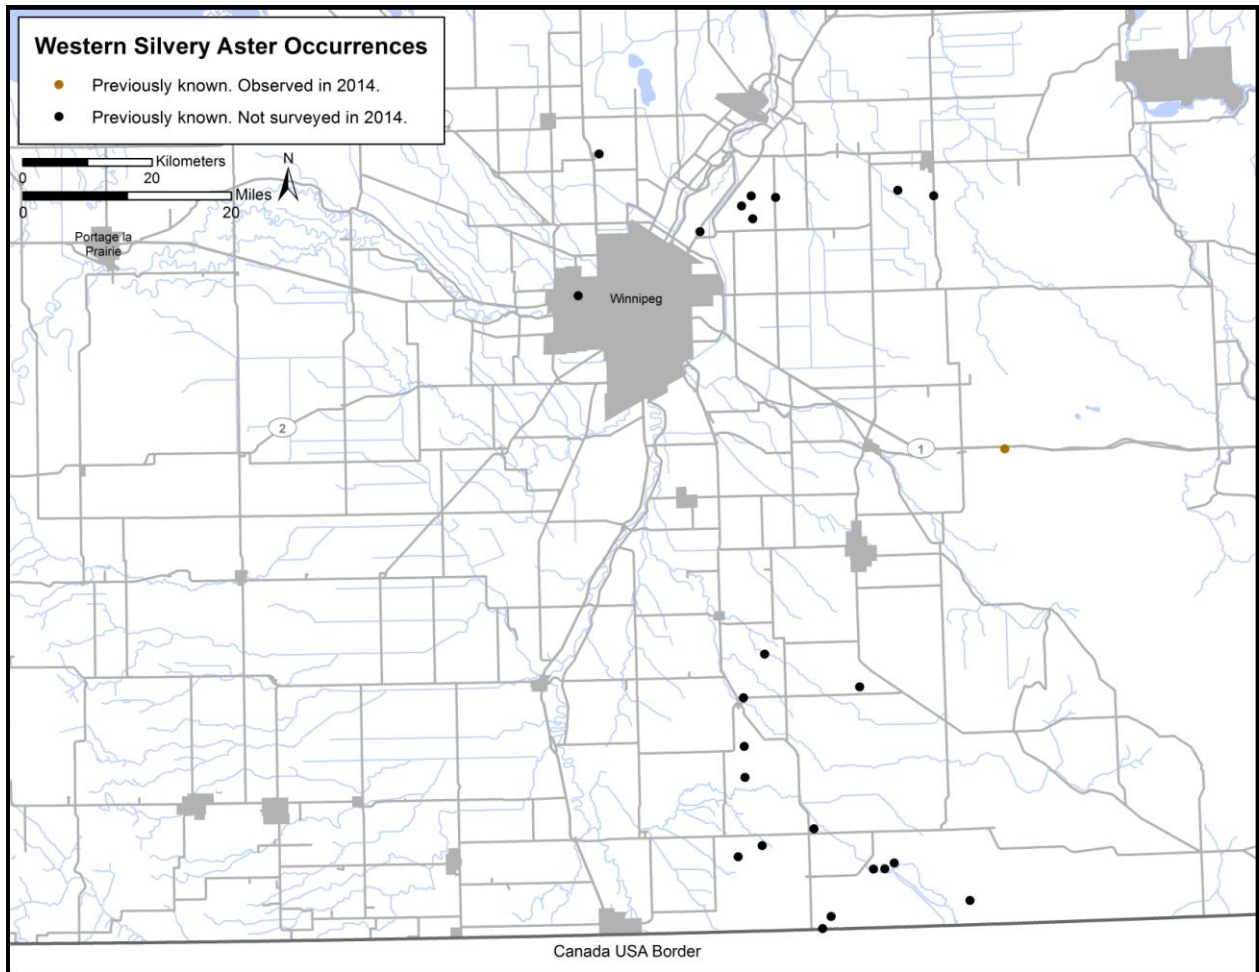 Western Silvery Aster Occurrences
Previously known. Observed in 2014.
Previously known. Not surveyed in 2014.
Kilometers
0 20
N
Miles
0 20
Portage la
Prairie
Winnipeg
2
1
Canada USA Border